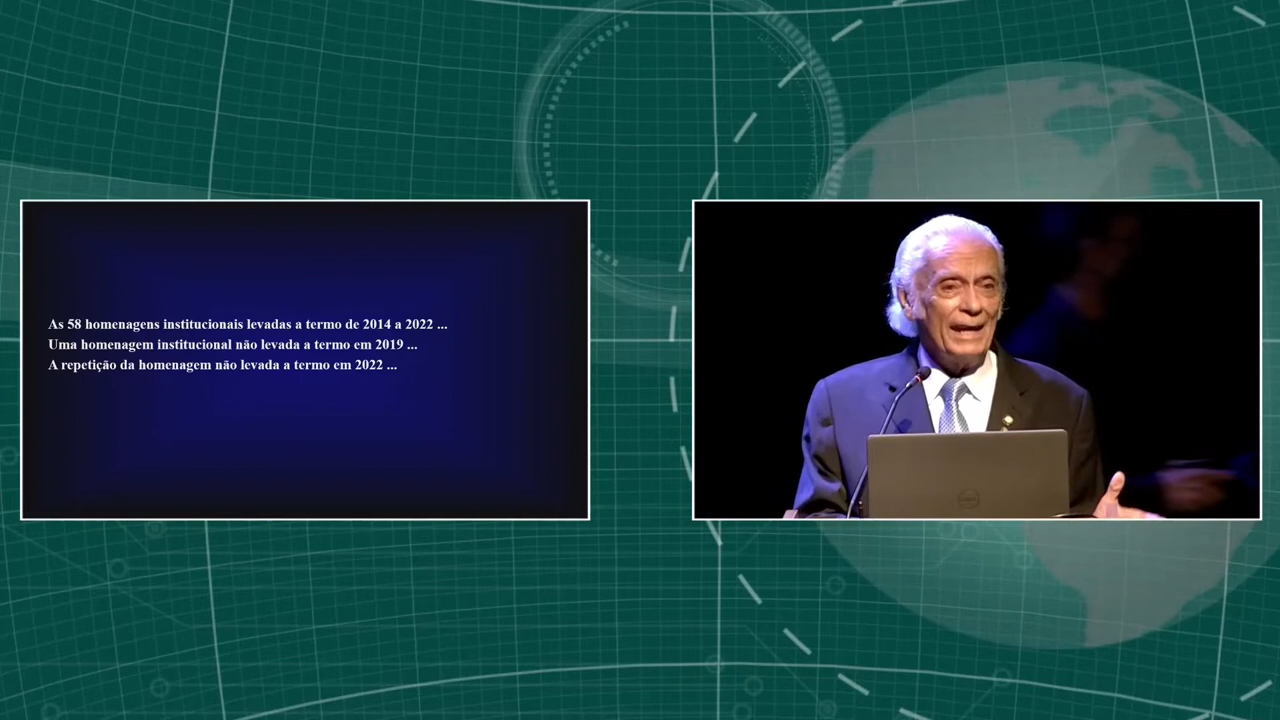 As 58 homenagens institucionais levadas a termo de 2014 a 2022 ...
Uma homenagem institucional não levada a termo em 2019 ...
A repetição da homenagem não levada a termo em 2022 ...